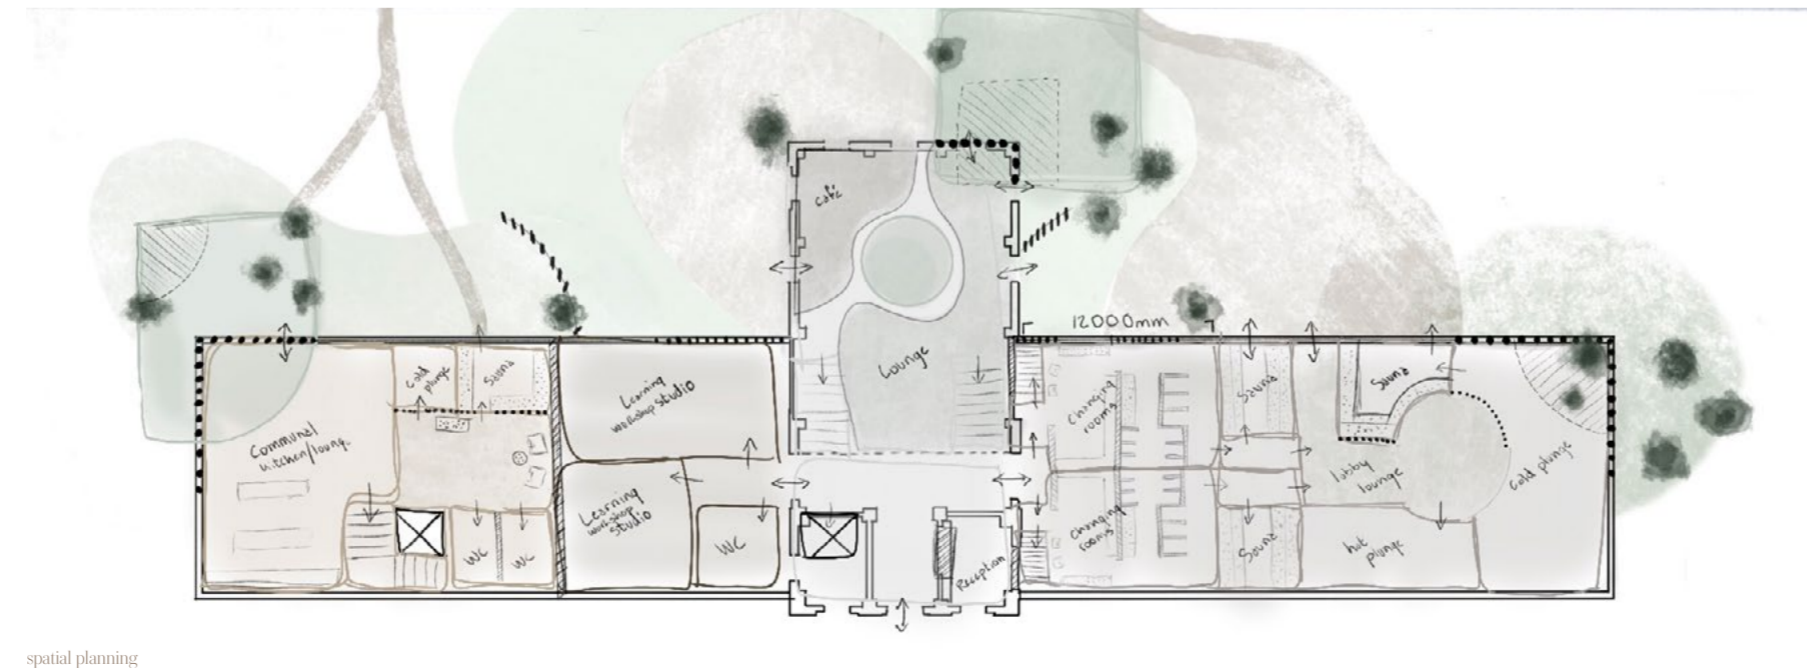 café
12000mm
Lounge
Cold
plunge
Sauna
Learning
workshop studio
Communal
kitchen/loung.
Learning
workshop
studio
WC
WC
WC
Reception
changing
rooms
changing
rooms
Sauna
Sauna
Sauna
lobby
lounge
hot
plunge
Cold plunge
spatial planning